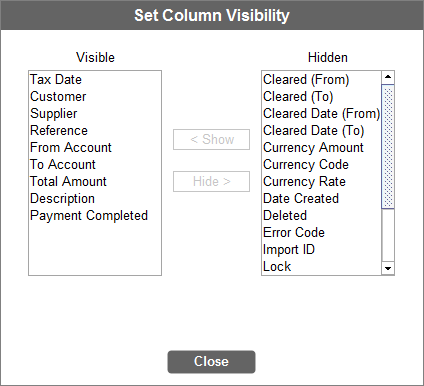 Set Column Visibility
Visible
Hidden
Tax Date
Customer
Supplier
Reference
From Account
To Account
Total Amount
Description
Payment Completed
< Show
Hide >
Cleared (From)
Cleared (To)
Cleared Date (From)
Cleared Date (To)
Currency Amount
Currency Code
Currency Rate
Date Created
Deleted
Error Code
Import ID
Lock
Close